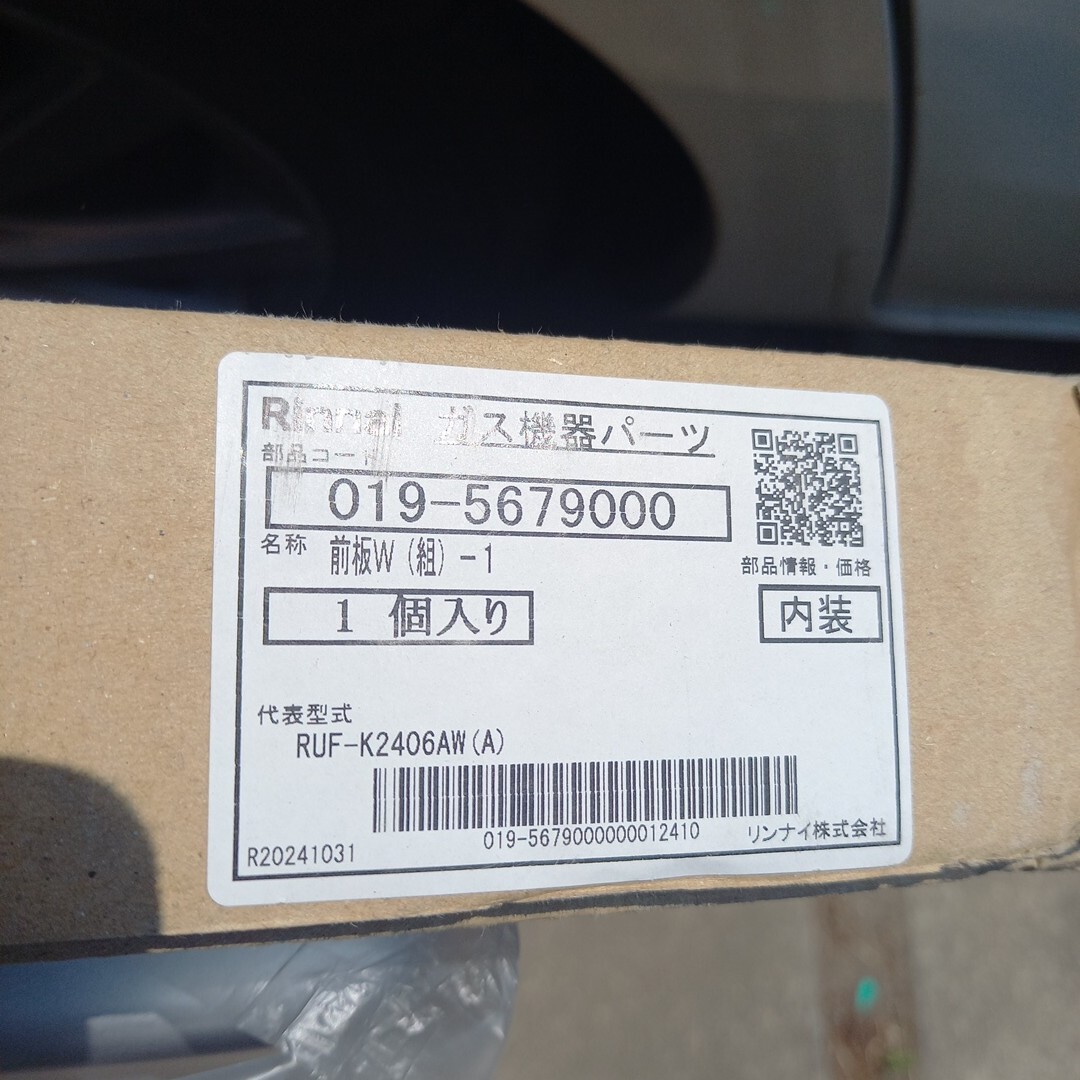 Rinnai ガス機器パーツ
部品コード
019-5679000
名称 前板W(組)-1
部品情報・価格
1 個入り
内装
代表型式
RUF-K2406AW(A)
019-5679000000012410
リンナイ株式会社
R20241031